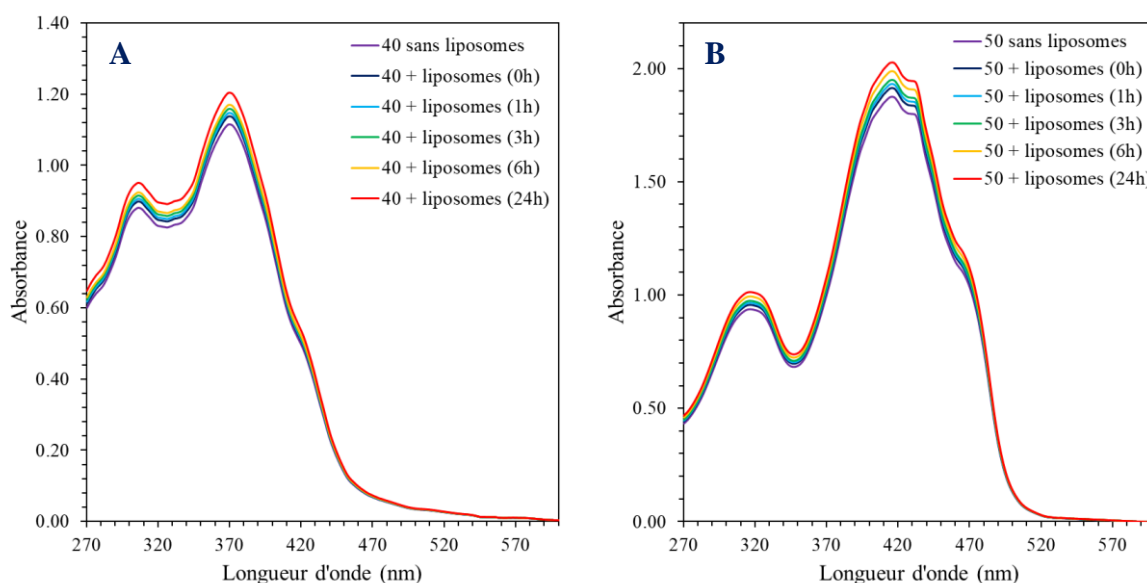 A
40 sans liposomes
40 + liposomes (0h)
40 + liposomes (1h)
40 + liposomes (3h)
40 + liposomes (6h)
40 + liposomes (24h)
Absorbance
1.40
1.20
1.00
0.80
0.60
0.40
0.20
0.00
270 320 370 420 470 520 570
Longueur d'onde (nm)
B
50 sans liposomes
50 + liposomes (0h)
50 + liposomes (1h)
50 + liposomes (3h)
50 + liposomes (6h)
50 + liposomes (24h)
Absorbance
2.00
1.50
1.00
0.50
0.00
270 320 370 420 470 520 570
Longueur d'onde (nm)